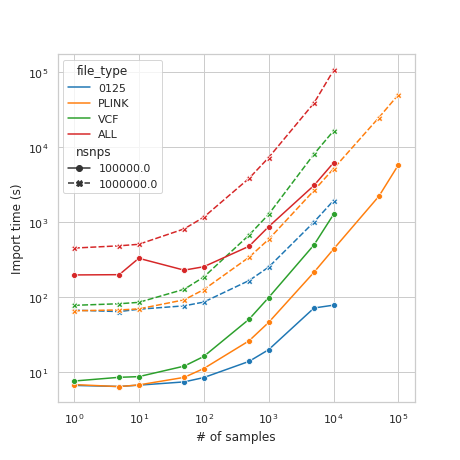 file_type
0125
PLINK
VCF
ALL
nsnps
100000.0
1000000.0
10⁵
10⁴
10³
10²
10¹
Import time (s)
10⁰ 10¹ 10² 10³ 10⁴ 10⁵
# of samples